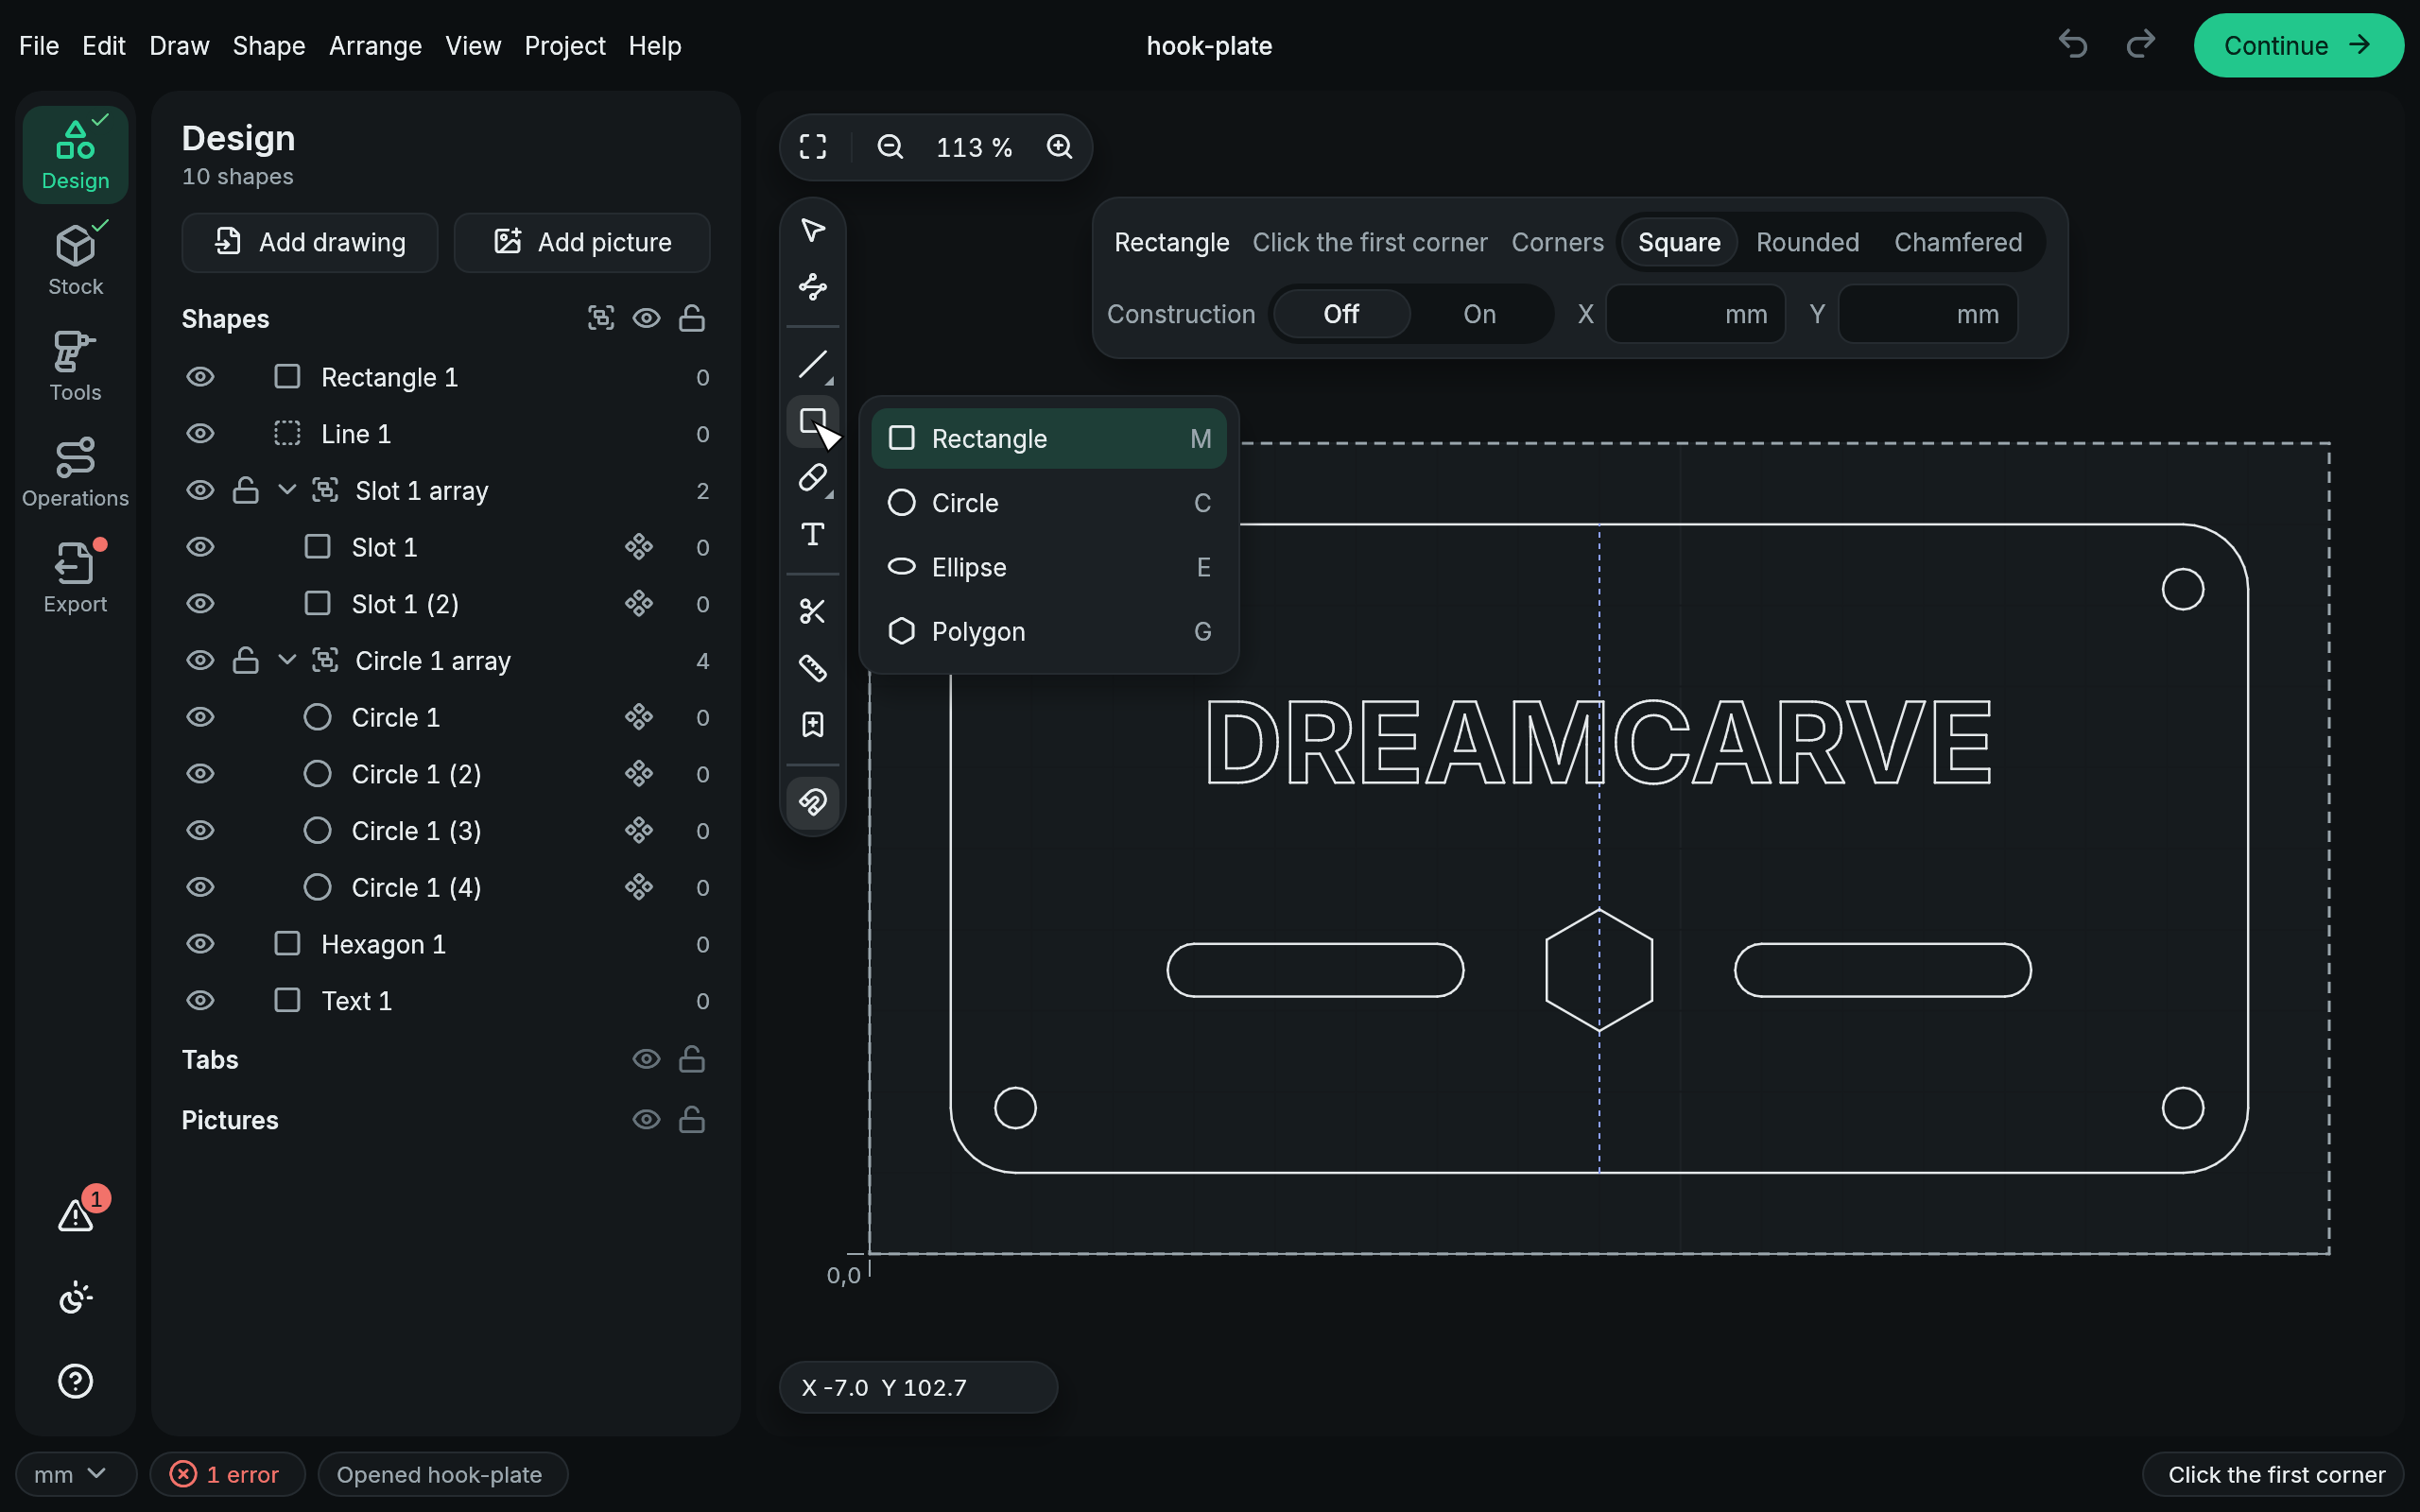 File Edit Draw Shape Arrange View Project Help
hook-plate
Continue
Design
Stock
Tools
Operations
Export
1
Design
10 shapes
Add drawing
Add picture
Shapes
Rectangle 1 0
Line 1 0
Slot 1 array 2
Slot 1 0
Slot 1 (2) 0
Circle 1 array 4
Circle 1 0
Circle 1 (2) 0
Circle 1 (3) 0
Circle 1 (4) 0
Hexagon 1 0
Text 1 0
Tabs
Pictures
113 %
Rectangle Click the first corner Corners Square Rounded Chamfered
Construction Off On X mm Y mm
Rectangle M
Circle C
Ellipse E
Polygon G
DREAMCARVE
0,0
X -7.0 Y 102.7
mm
1 error
Opened hook-plate
Click the first corner